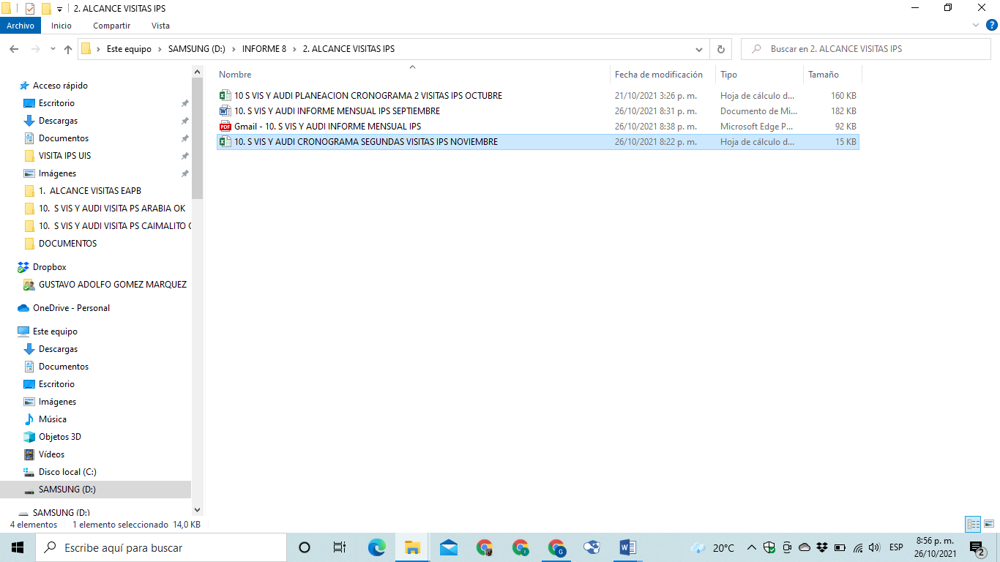 2. ALCANCE VISITAS IPS
Archivo Inicio Compartir Vista
Este equipo > SAMSUNG (D:) > INFORME 8 > 2. ALCANCE VISITAS IPS
Buscar en 2. ALCANCE VISITAS IPS
Nombre Fecha de modificación Tipo Tamaño
10 S VIS Y AUDI PLANEACION CRONOGRAMA 2 VISITAS IPS OCTUBRE 21/10/2021 3:26 p. m. Hoja de cálculo d... 160 KB
10. S VIS Y AUDI INFORME MENSUAL IPS SEPTIEMBRE 26/10/2021 8:31 p. m. Documento de Mi... 182 KB
Gmail - 10. S VIS Y AUDI INFORME MENSUAL IPS 26/10/2021 8:38 p. m. Microsoft Edge P... 92 KB
10. S VIS Y AUDI CRONOGRAMA SEGUNDAS VISITAS IPS NOVIEMBRE 26/10/2021 8:22 p. m. Hoja de cálculo d... 15 KB
Acceso rápido
Escritorio
Descargas
Documentos
VISITA IPS UIS
Imágenes
1. ALCANCE VISITAS EAPB
10. S VIS Y AUDI VISITA PS ARABIA OK
10. S VIS Y AUDI VISITA PS CAIMALITO
DOCUMENTOS
Dropbox
GUSTAVO ADOLFO GOMEZ MARQUEZ
OneDrive - Personal
Este equipo
Descargas
Documentos
Escritorio
Imágenes
Música
Objetos 3D
Vídeos
Disco local (C:)
SAMSUNG (D:)
SAMSUNG (D:)
4 elementos 1 elemento seleccionado 14,0 KB
Escribe aquí para buscar
20°C ESP
8:56 p. m.
26/10/2021
2